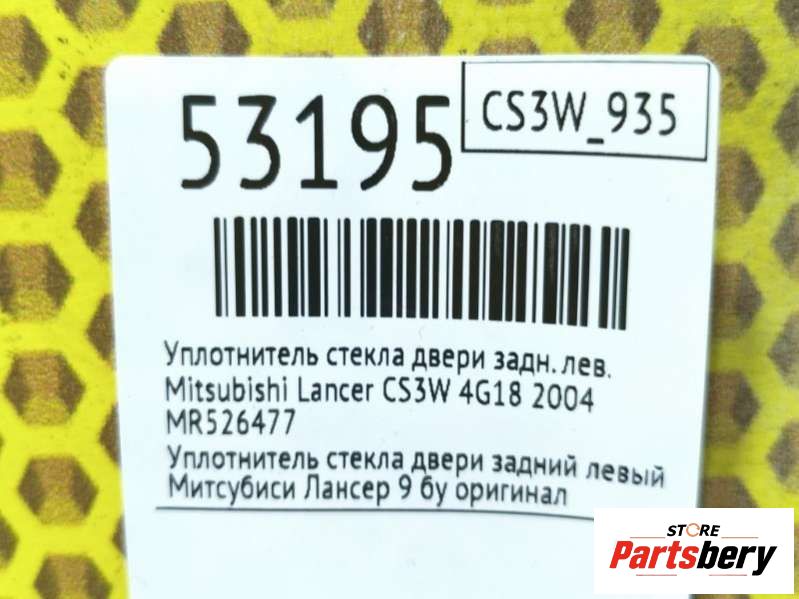 53195
CS3W_935
Уплотнитель стекла двери задн. лев.
Mitsubishi Lancer CS3W 4G18 2004
MR526477
Уплотнитель стекла двери задний левый
Митсубиси Лансер 9 бу оригинал
STORE
Partsbery